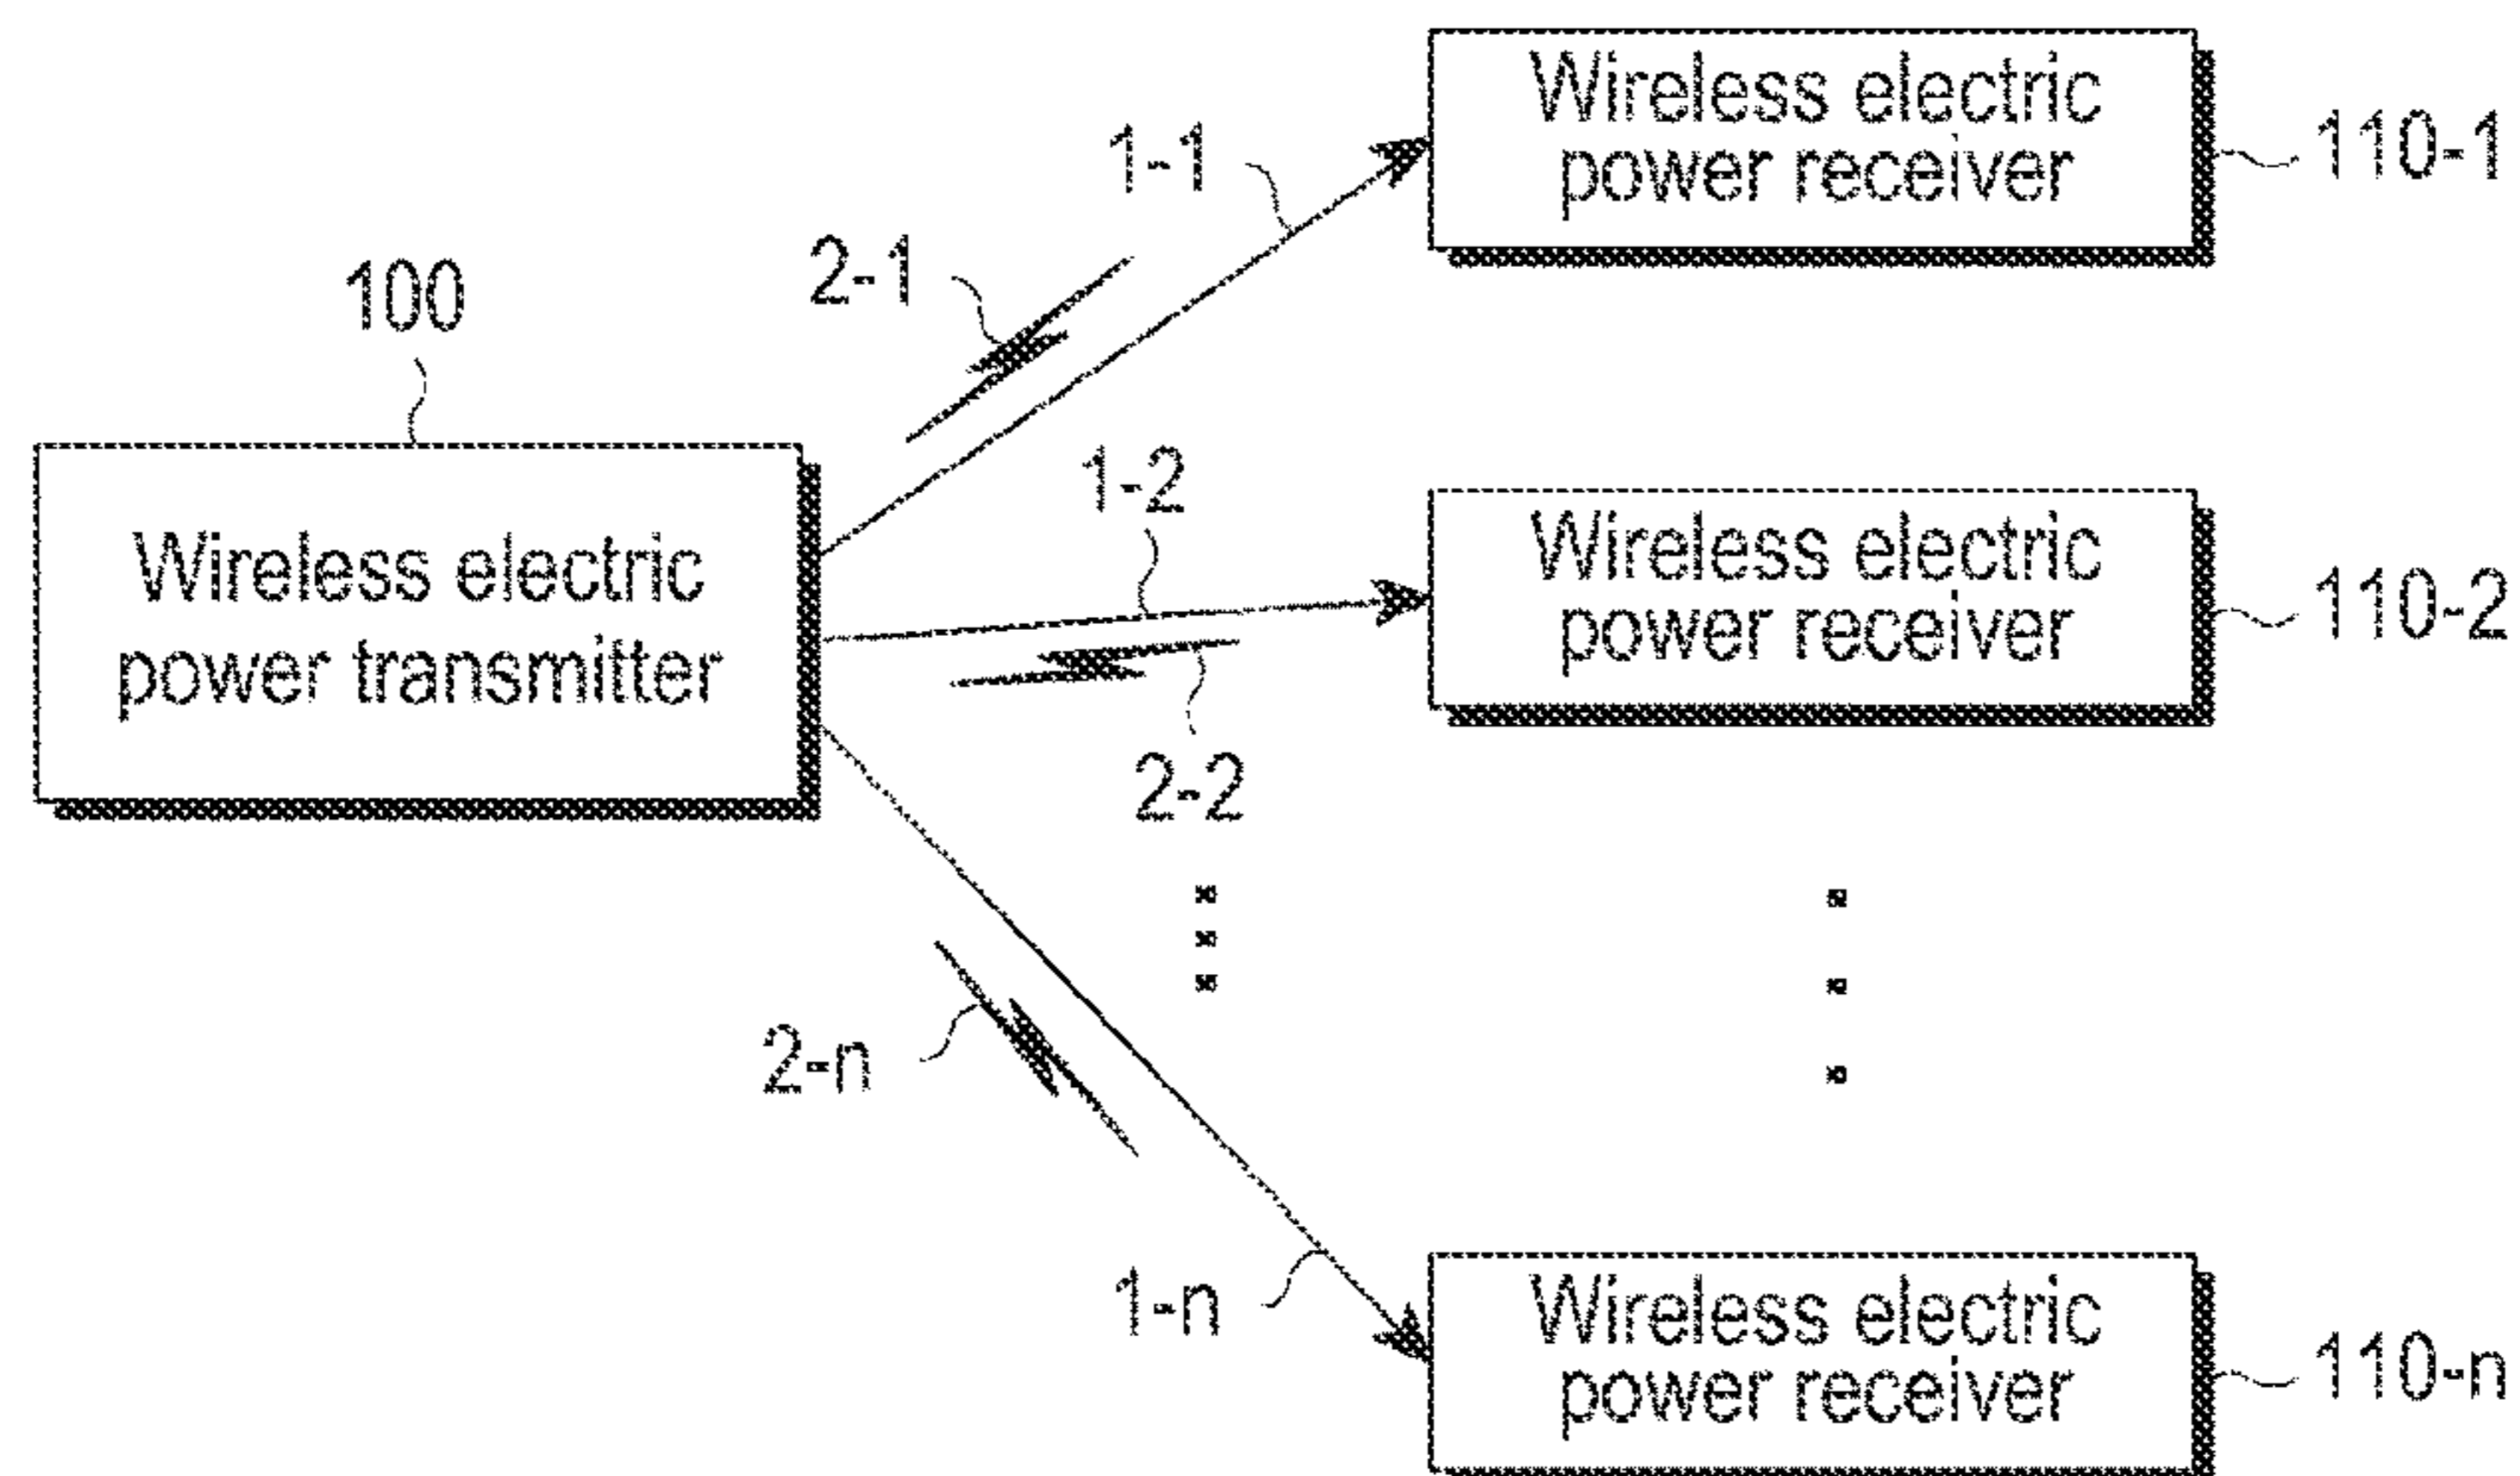 Wireless electric
power receiver
110-1
1-1
2-1
100
1-2
Wireless electric
power receiver
110-2
Wireless electric
power transmitter
2-2
2-n
1-n
Wireless electric
power receiver
110-n